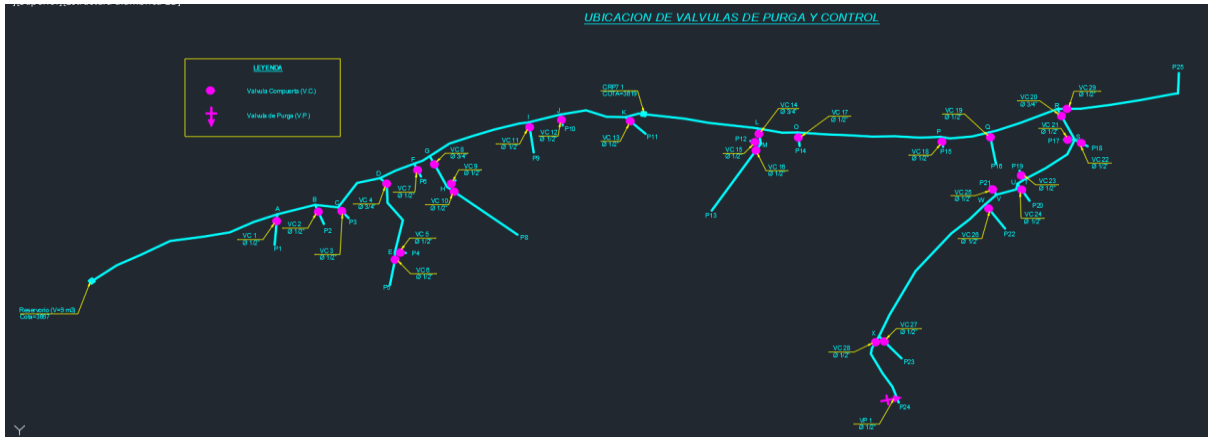 UBICACION DE VALVULAS DE PURGA Y CONTROL
LEYENDA
Valvula Compuerta (V.C.)
Valvula de Purga (V.P.)
Reservorio (V=9 m3)
Cota=3867
A
VC 1
Ø 1/2"
P1
B
VC 2
Ø 1/2"
P2
C
VC 3
Ø 1/2"
P3
D
VC 4
Ø 3/4"
E
VC 5
Ø 1/2"
P4
VC 6
Ø 1/2"
F
VC 7
Ø 1/2"
P5
G
VC 8
Ø 3/4"
VC 9
Ø 1/2"
H
VC 10
Ø 1/2"
P8
I
VC 11
Ø 1/2"
P9
J
VC 12
Ø 1/2"
P10
CRP7 1
K
VC 13
Ø 1/2"
P11
L
VC 14
Ø 3/4"
P12
M
VC 15
Ø 1/2"
VC 16
Ø 1/2"
P13
O
VC 17
Ø 1/2"
P14
P
VC 18
Ø 1/2"
P15
VC 19
Ø 1/2"
Q
P16
VC 20
Ø 3/4"
R
VC 29
Ø 1/2"
P25
VC 21
Ø 1/2"
P17
S
P18
VC 22
Ø 1/2"
P19
VC 23
Ø 1/2"
U
P20
VC 24
Ø 1/2"
P21
VC 25
Ø 1/2"
V
W
VC 26
Ø 1/2"
P22
X
VC 27
Ø 1/2"
VC 28
Ø 1/2"
P23
P24
VP 1
Ø 1/2"
Y